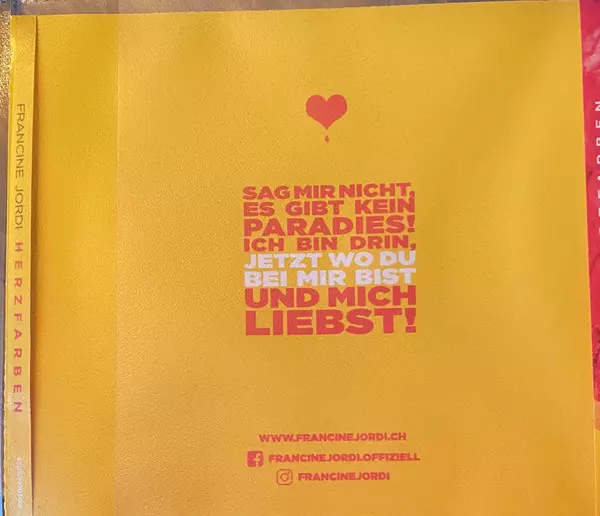 FRANCINE JORDI HERZFARBEN
SAG MIR NICHT,
ES GIBT KEIN
PARADIES!
ICH BIN DRIN,
JETZT WO DU
BEI MIR BIST
UND MICH
LIEBST!
WWW.FRANCINEJORDI.CH
FRANCINEJORDI.OFFIZIELL
FRANCINEJORDI